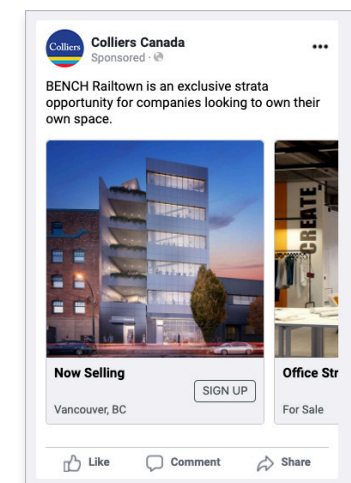 Colliers
Colliers Canada
Sponsored ·
BENCH Railtown is an exclusive strata
opportunity for companies looking to own their
own space.
CREATE
Now Selling
SIGN UP
Vancouver, BC
Office Str
For Sale
Like
Comment
Share